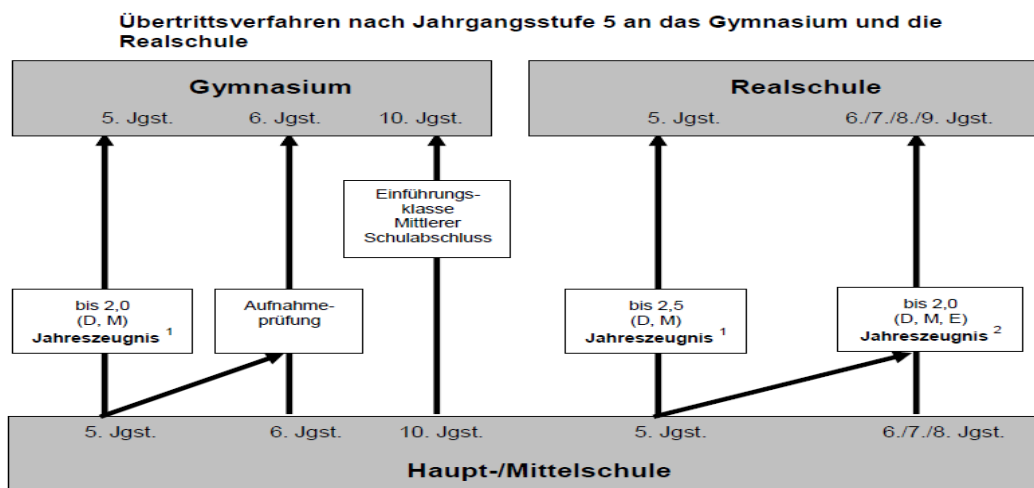 Übertrittsverfahren nach Jahrgangsstufe 5 an das Gymnasium und die
Realschule
Gymnasium
5. Jgst.
6. Jgst.
10. Jgst.
Realschule
5. Jgst.
6./7./8./9. Jgst.
Einführungs-
klasse
Mittlerer
Schulabschluss
bis 2,0
(D, M)
Jahreszeugnis 1
Aufnahme-
prüfung
bis 2,5
(D, M)
Jahreszeugnis 1
bis 2,0
(D, M, E)
Jahreszeugnis 2
5. Jgst.
6. Jgst.
10. Jgst.
5. Jgst.
6./7./8. Jgst.
Haupt-/Mittelschule